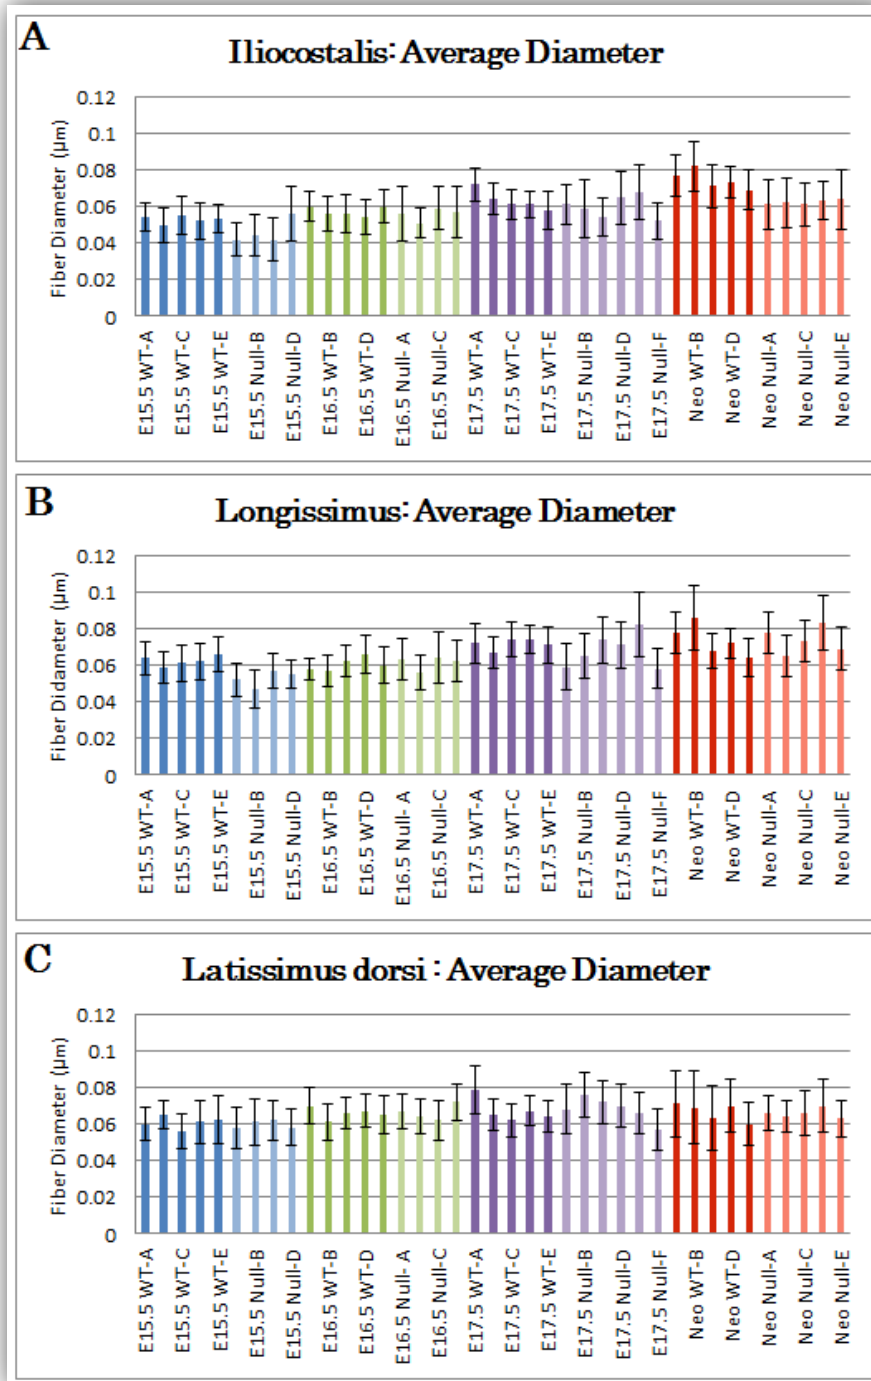 A
Iliocostalis: Average Diameter
Fiber Diameter (µm)
0.12
0.1
0.08
0.06
0.04
0.02
0
E15.5 WT-A
E15.5 WT-C
E15.5 WT-E
E15.5 Null-B
E15.5 Null-D
E16.5 WT-B
E16.5 WT-D
E16.5 Null- A
E16.5 Null-C
E17.5 WT-A
E17.5 WT-C
E17.5 WT-E
E17.5 Null-B
E17.5 Null-D
E17.5 Null-F
Neo WT-B
Neo WT-D
Neo Null-A
Neo Null-C
Neo Null-E
B
Longissimus: Average Diameter
Fiber Didameter (µm)
0.12
0.1
0.08
0.06
0.04
0.02
0
E15.5 WT-A
E15.5 WT-C
E15.5 WT-E
E15.5 Null-B
E15.5 Null-D
E16.5 WT-B
E16.5 WT-D
E16.5 Null- A
E16.5 Null-C
E17.5 WT-A
E17.5 WT-C
E17.5 WT-E
E17.5 Null-B
E17.5 Null-D
E17.5 Null-F
Neo WT-B
Neo WT-D
Neo Null-A
Neo Null-C
Neo Null-E
C
Latissimus dorsi : Average Diameter
Fiber Diameter (µm)
0.12
0.1
0.08
0.06
0.04
0.02
0
E15.5 WT-A
E15.5 WT-C
E15.5 WT-E
E15.5 Null-B
E15.5 Null-D
E16.5 WT-B
E16.5 WT-D
E16.5 Null- A
E16.5 Null-C
E17.5 WT-A
E17.5 WT-C
E17.5 WT-E
E17.5 Null-B
E17.5 Null-D
E17.5 Null-F
Neo WT-B
Neo WT-D
Neo Null-A
Neo Null-C
Neo Null-E